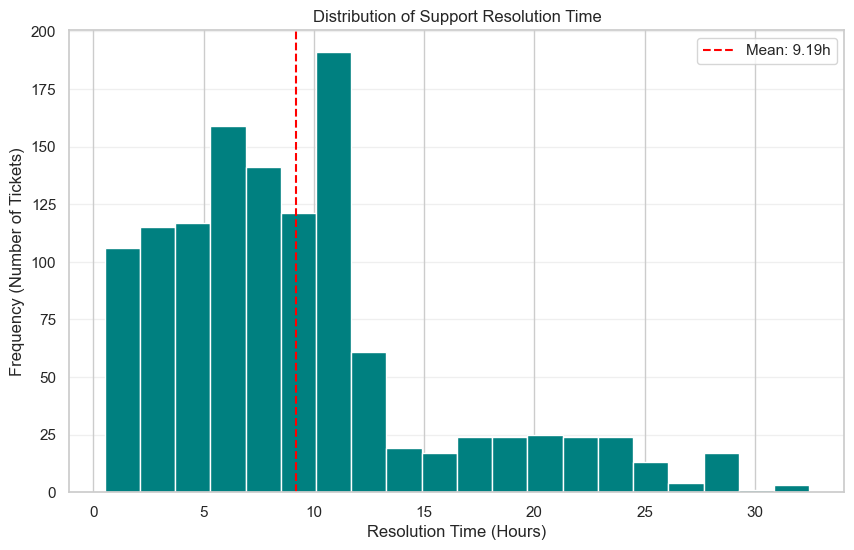 Distribution of Support Resolution Time
Mean: 9.19h
Frequency (Number of Tickets)
200
175
150
125
100
75
50
25
0
0 5 10 15 20 25 30
Resolution Time (Hours)